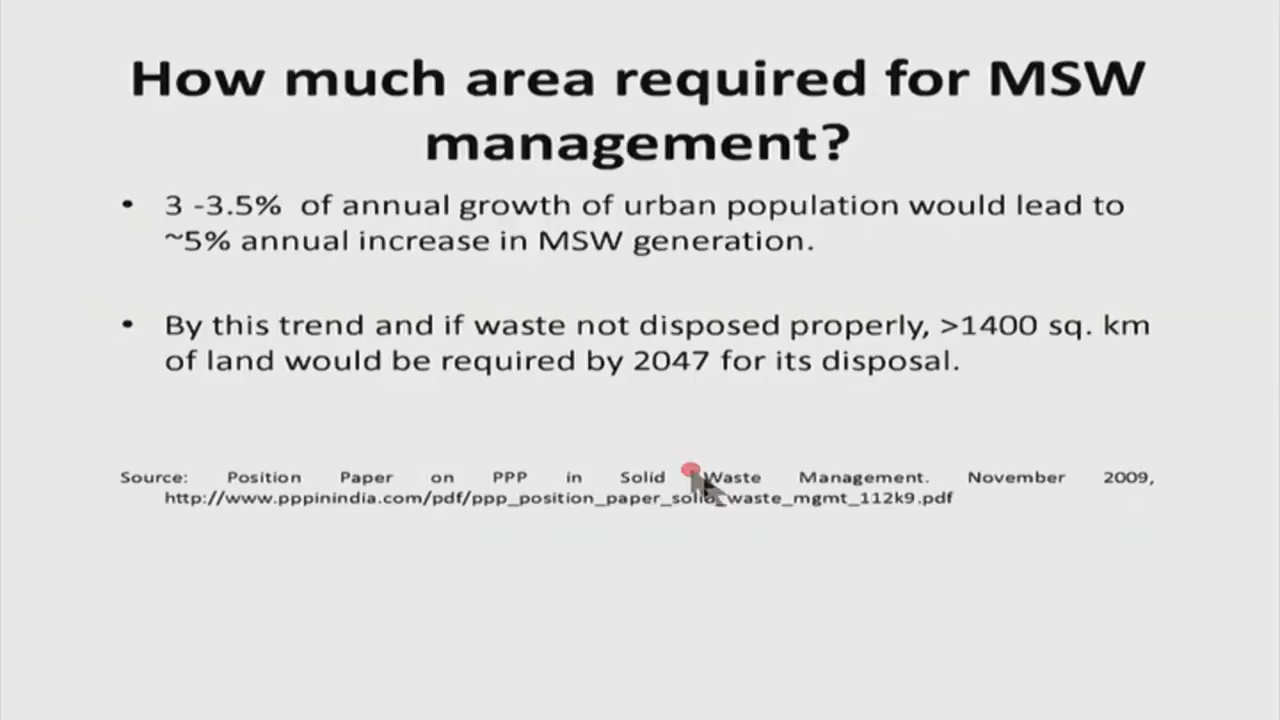 How much area required for MSW
management?
• 3 -3.5% of annual growth of urban population would lead to
~5% annual increase in MSW generation.
• By this trend and if waste not disposed properly, >1400 sq. km
of land would be required by 2047 for its disposal.
Source: Position Paper on PPP in Solid Waste Management. November 2009,
http://www.pppinindia.com/pdf/ppp_position_paper_solid_waste_mgmt_112k9.pdf